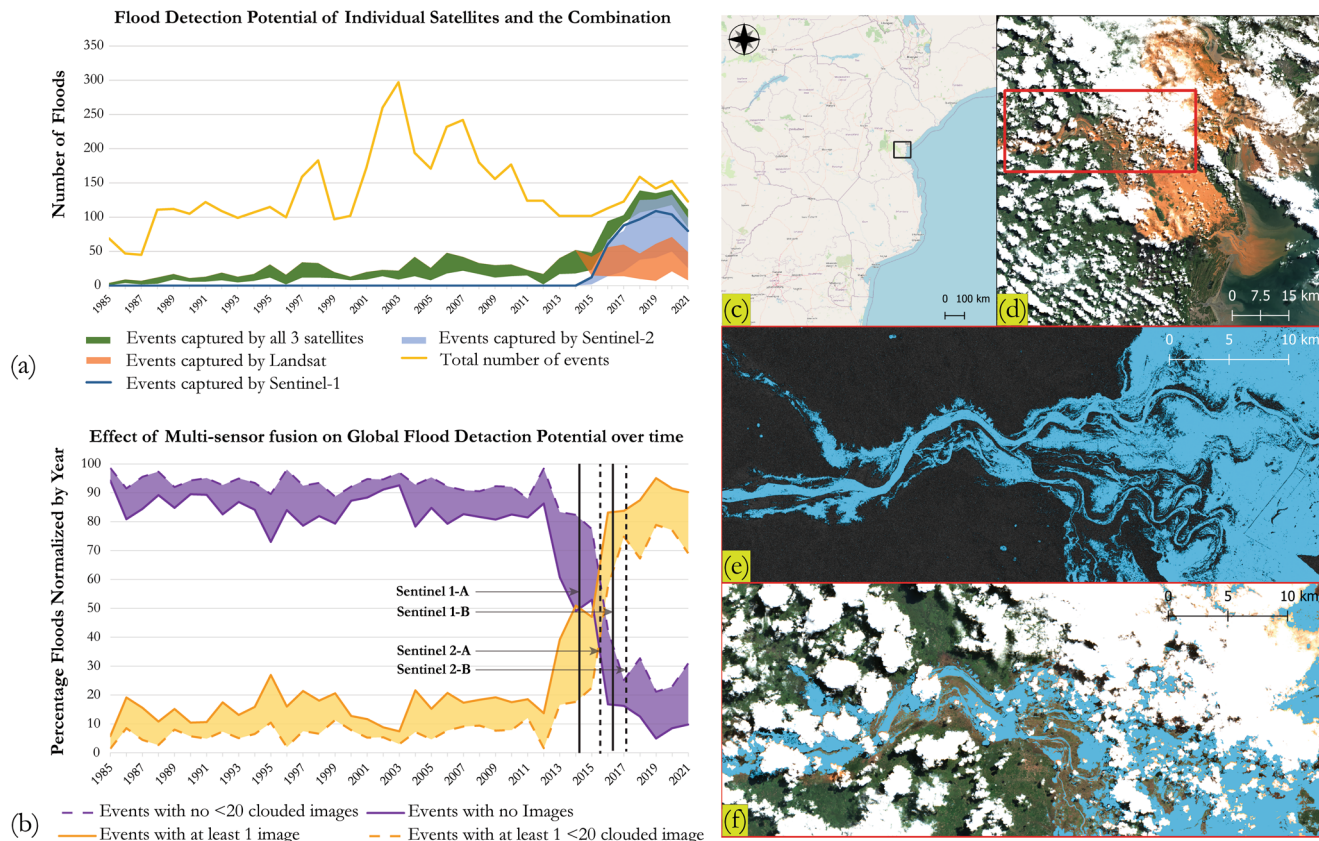 Flood Detection Potential of Individual Satellites and the Combination
Number of Floods
350
300
250
200
150
100
50
0
1985 1987 1989 1991 1993 1995 1997 1999 2001 2003 2005 2007 2009 2011 2013 2015 2017 2019 2021
Events captured by all 3 satellites
Events captured by Sentinel-2
Events captured by Landsat
Total number of events
Events captured by Sentinel-1
(a)
Effect of Multi-sensor fusion on Global Flood Detaction Potential over time
Percentage Floods Normalized by Year
100
90
80
70
60
50
40
30
20
10
0
Sentinel 1-A
Sentinel 1-B
Sentinel 2-A
Sentinel 2-B
1985 1987 1989 1991 1993 1995 1997 1999 2001 2003 2005 2007 2009 2011 2013 2015 2017 2019 2021
Events with no <20 clouded images
Events with no Images
Events with at least 1 image
Events with at least 1 <20 clouded image
(b)
0 100 km
(c)
0 7.5 15 km
(d)
0 5 10 km
(e)
0 5 10 km
(f)